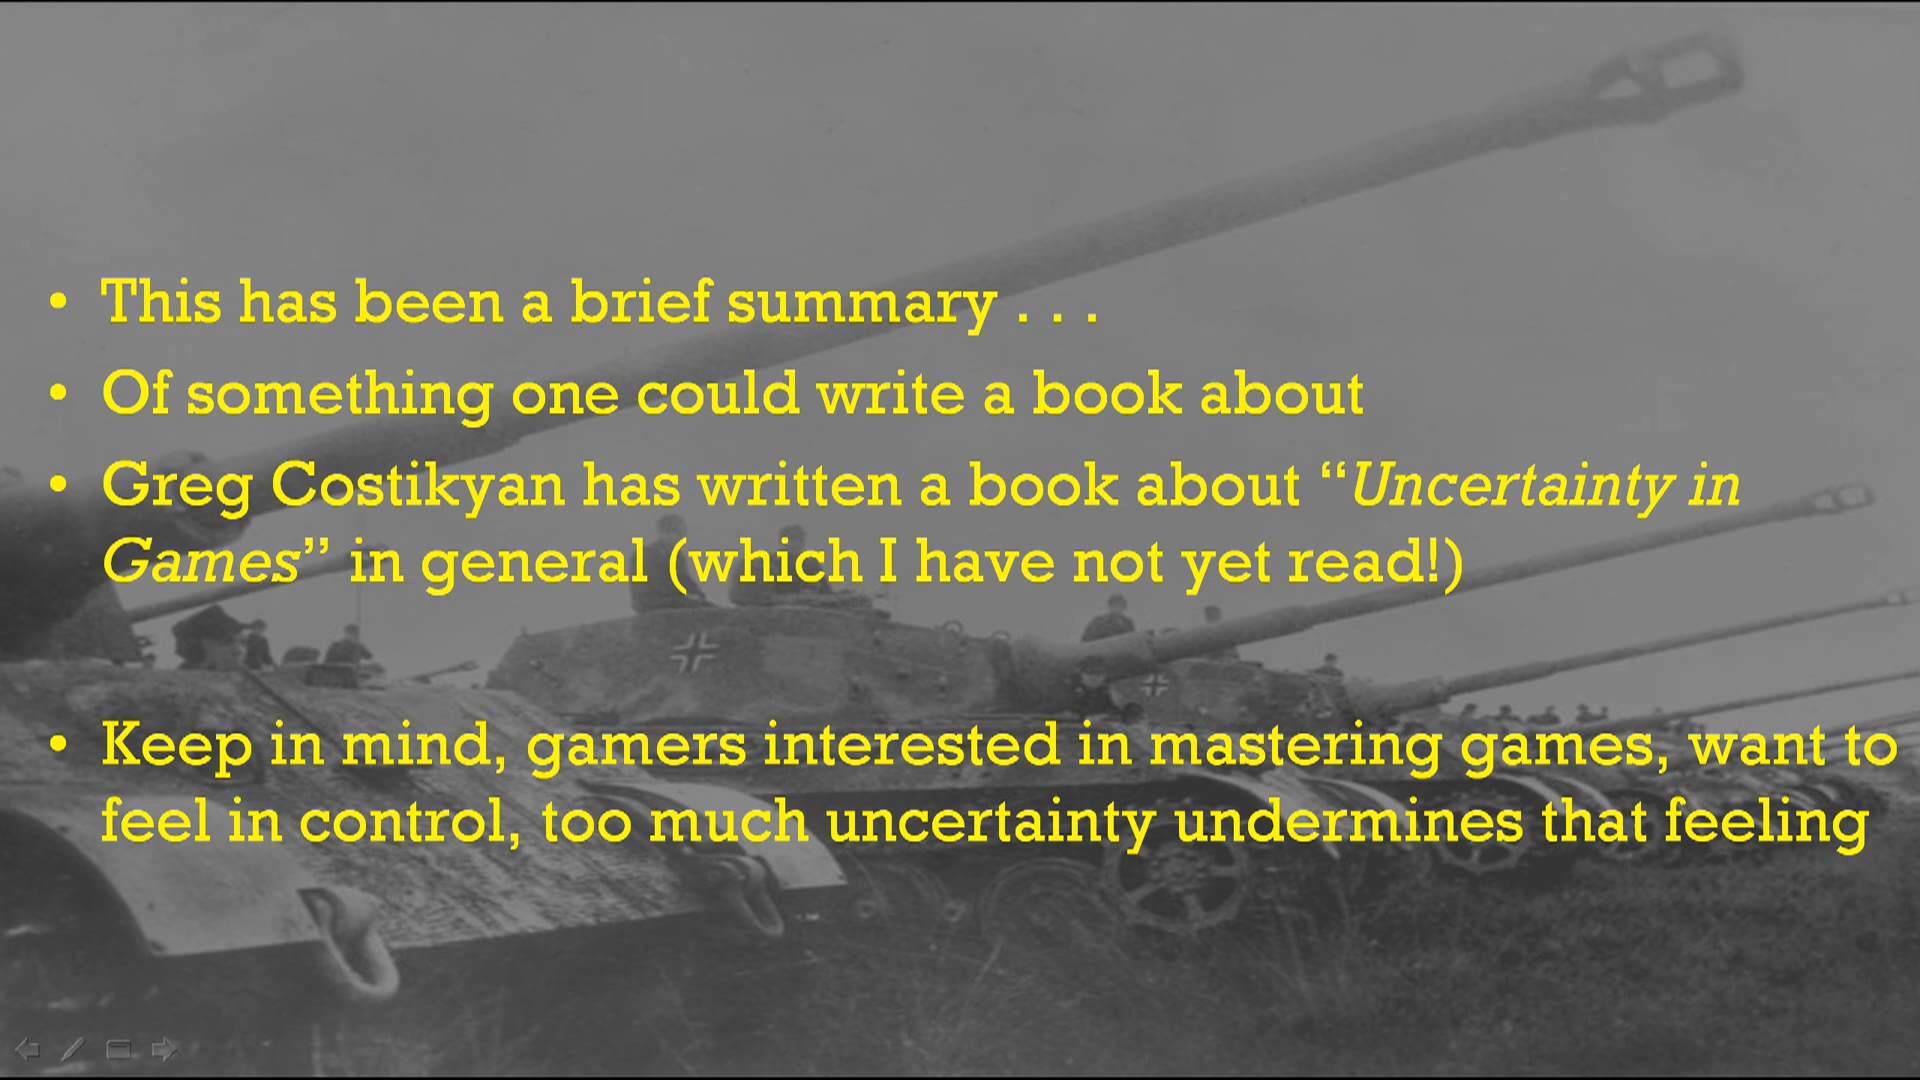 • This has been a brief summary . . .
• Of something one could write a book about
• Greg Costikyan has written a book about “Uncertainty in
Games” in general (which I have not yet read!)
• Keep in mind, gamers interested in mastering games, want to
feel in control, too much uncertainty undermines that feeling